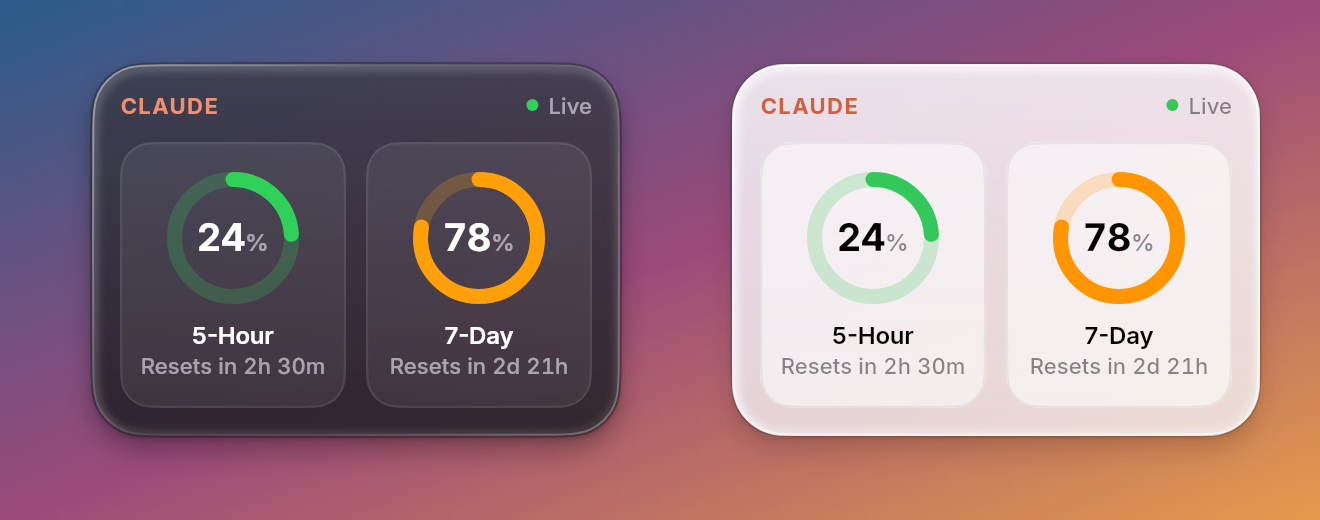 CLAUDE
Live
24%
78%
5-Hour
7-Day
Resets in 2h 30m
Resets in 2d 21h
CLAUDE
Live
24%
78%
5-Hour
7-Day
Resets in 2h 30m
Resets in 2d 21h